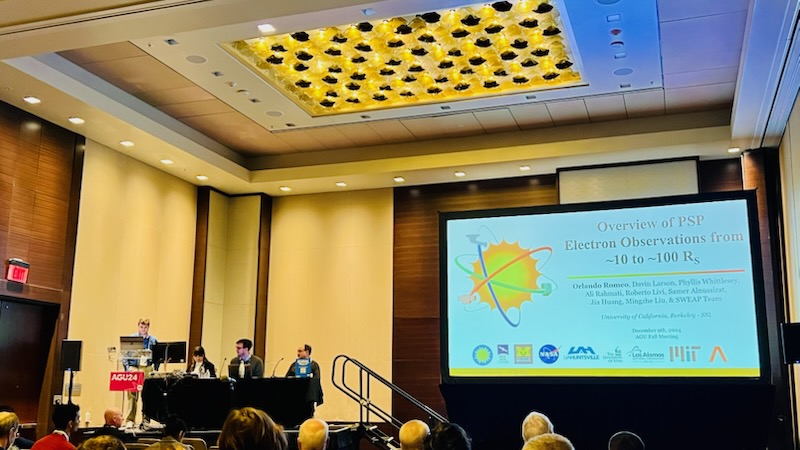 Overview of PSP
Electron Observations from
~10 to ~100 RS
Orlando Romeo, Davin Larson, Phyllis Whittlesey,
Ali Rahmati, Roberto Livi, Samer Alnussirat,
Jia Huang, Mingzhe Liu, & SWEAP Team
University of California, Berkeley - SSL
December 9th, 2024
AGU Fall Meeting
NASA
UAH
HUNTSVILLE
Los Alamos
MIT
EXIT
AGU24